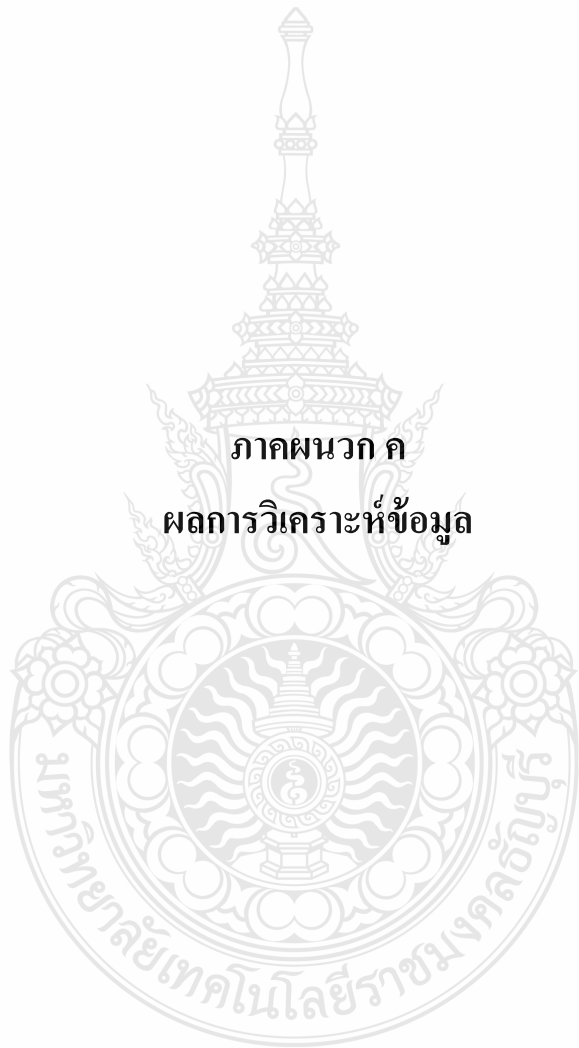 ภาคผนวก ค
ผลการวิเคราะห์ข้อมูล
มหาวิทยาลัยเทคโนโลยีราชมงคลธัญบุรี